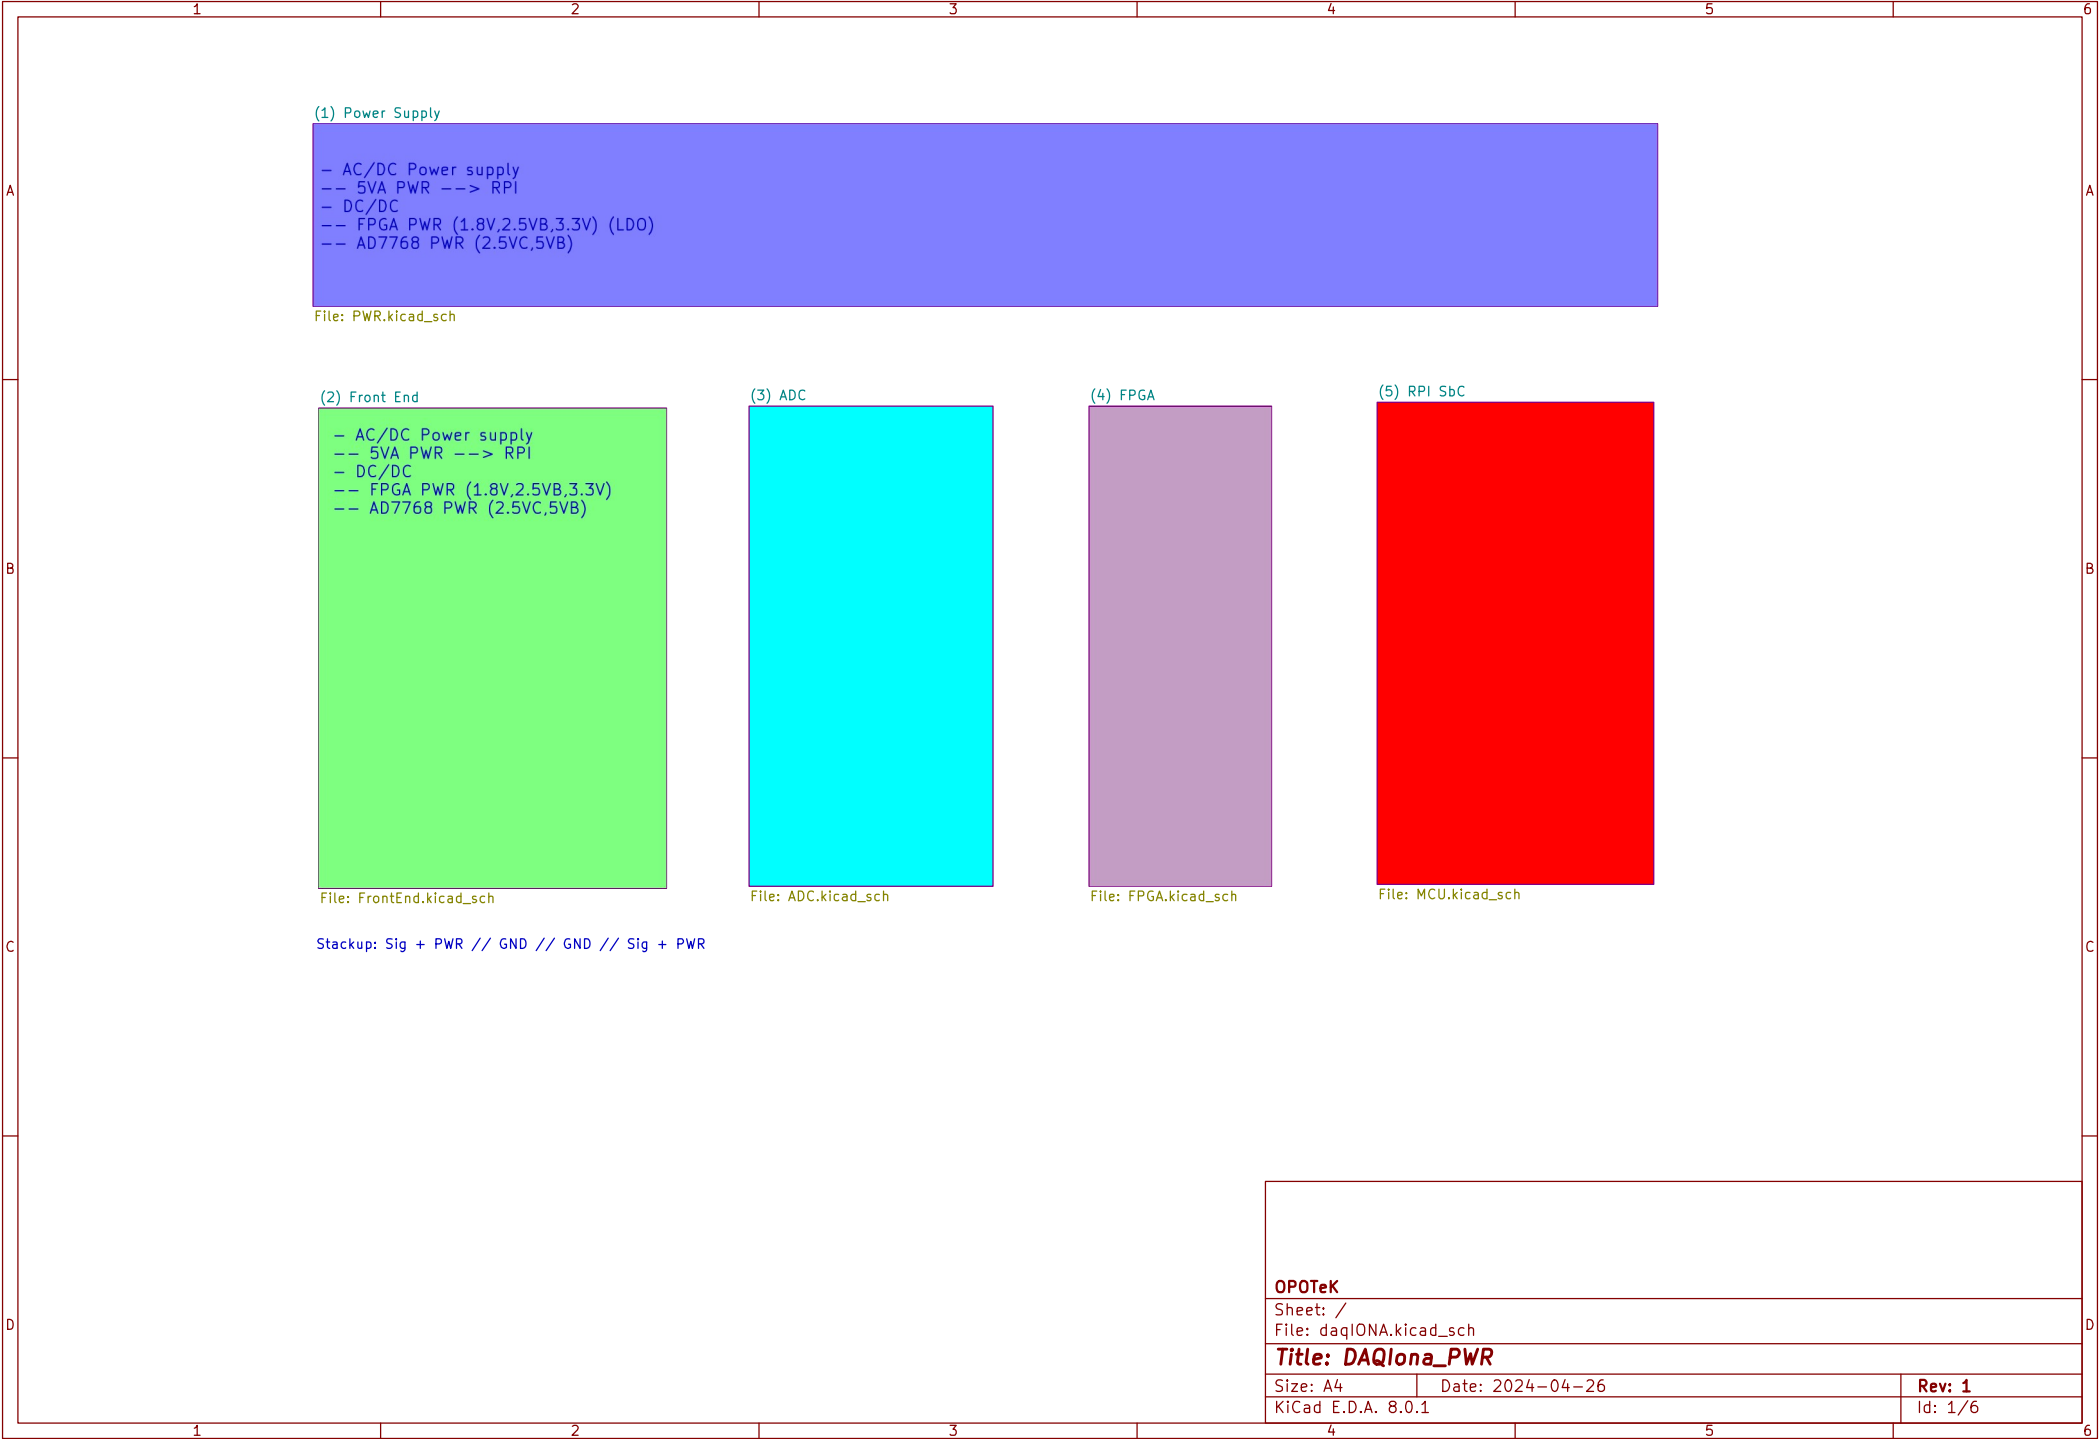 1 2 3 4 5 6
A A
(1) Power Supply
- AC/DC Power supply
-- 5VA PWR --> RPI
- DC/DC
-- FPGA PWR (1.8V,2.5VB,3.3V) (LDO)
-- AD7768 PWR (2.5VC,5VB)
File: PWR.kicad_sch
(2) Front End
- AC/DC Power supply
-- 5VA PWR --> RPI
- DC/DC
-- FPGA PWR (1.8V,2.5VB,3.3V)
-- AD7768 PWR (2.5VC,5VB)
File: FrontEnd.kicad_sch
(3) ADC
File: ADC.kicad_sch
(4) FPGA
File: FPGA.kicad_sch
(5) RPI SbC
File: MCU.kicad_sch
B B
Stackup: Sig + PWR // GND // GND // Sig + PWR
C C
OPOTeK
Sheet: /
File: daqIONA.kicad_sch
Title: DAQIona_PWR
Size: A4 Date: 2024-04-26 Rev: 1
KiCad E.D.A. 8.0.1 Id: 1/6
D D
1 2 3 4 5 6